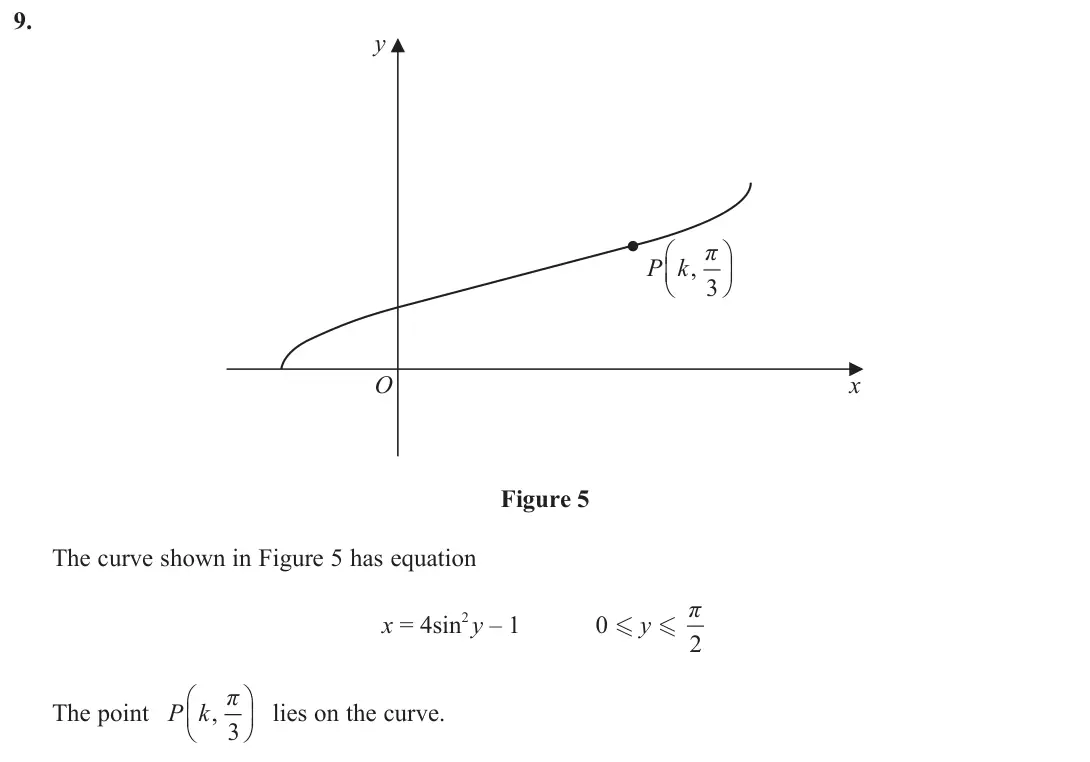 9.
y
P(k, π/3)
O
x
Figure 5
The curve shown in Figure 5 has equation
x = 4sin²y – 1 0 ⩽ y ⩽ π/2
The point P(k, π/3) lies on the curve.